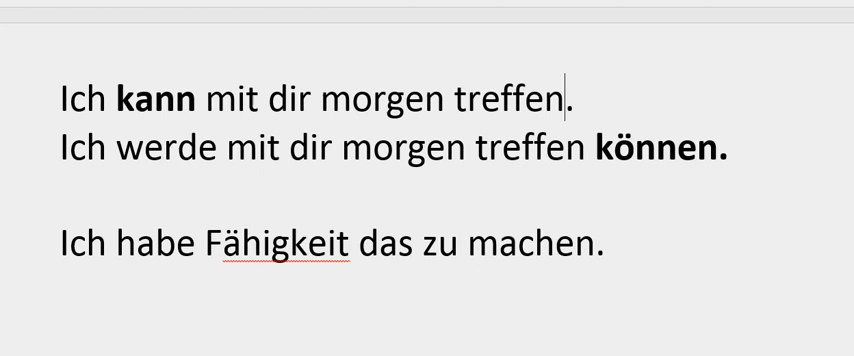 Ich kann mit dir morgen treffen.
Ich werde mit dir morgen treffen können.
Ich habe Fähigkeit das zu machen.